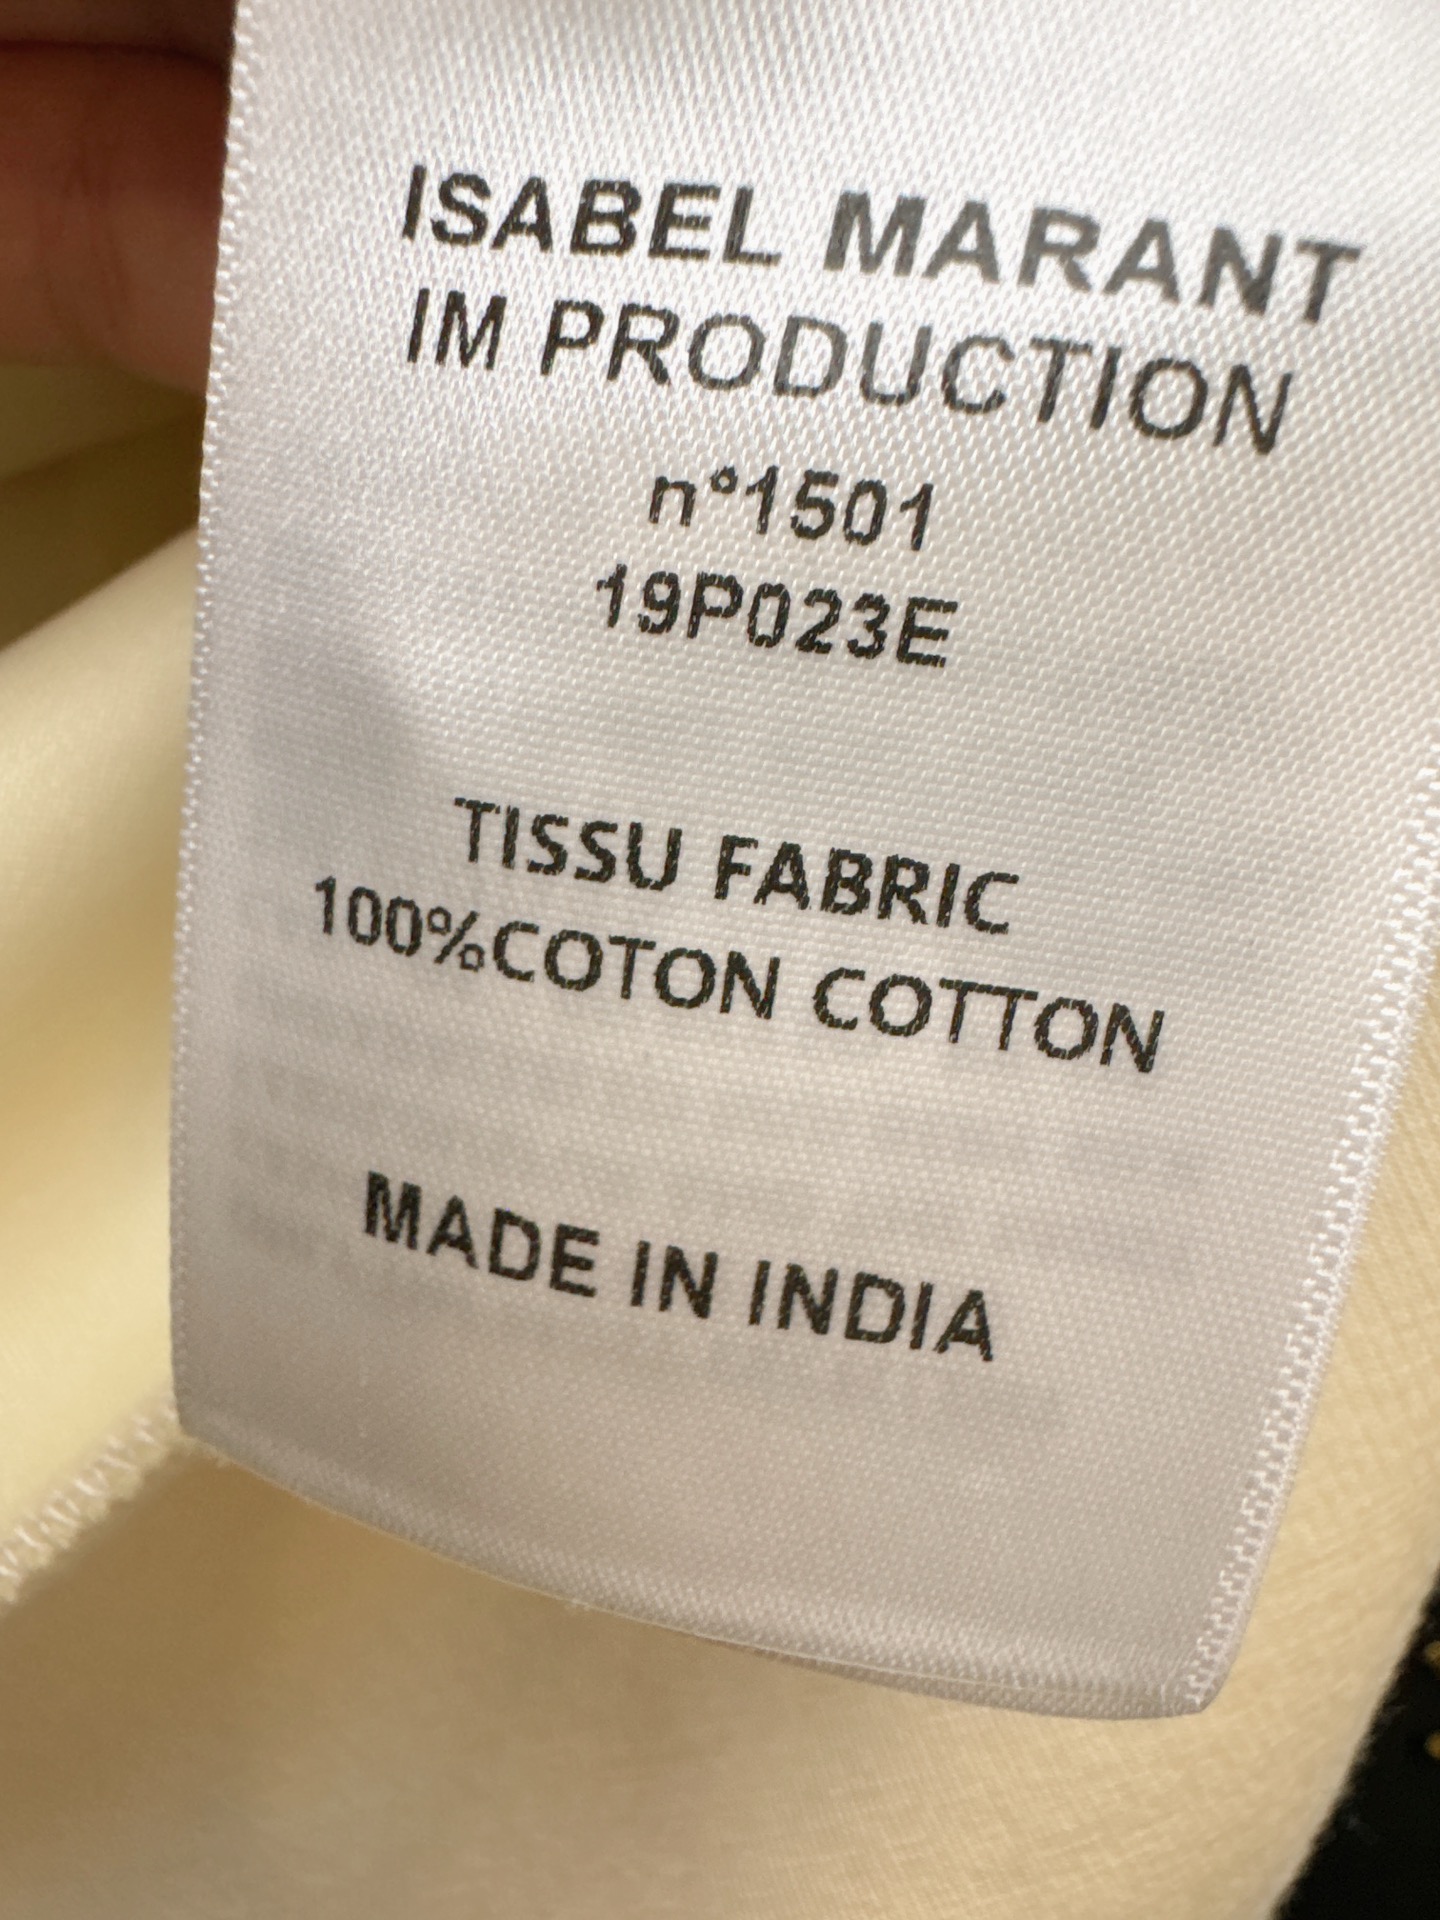 ISABEL MARANT
IM PRODUCTION
n°1501
19P023E
TISSU FABRIC
100%COTON COTTON
MADE IN INDIA